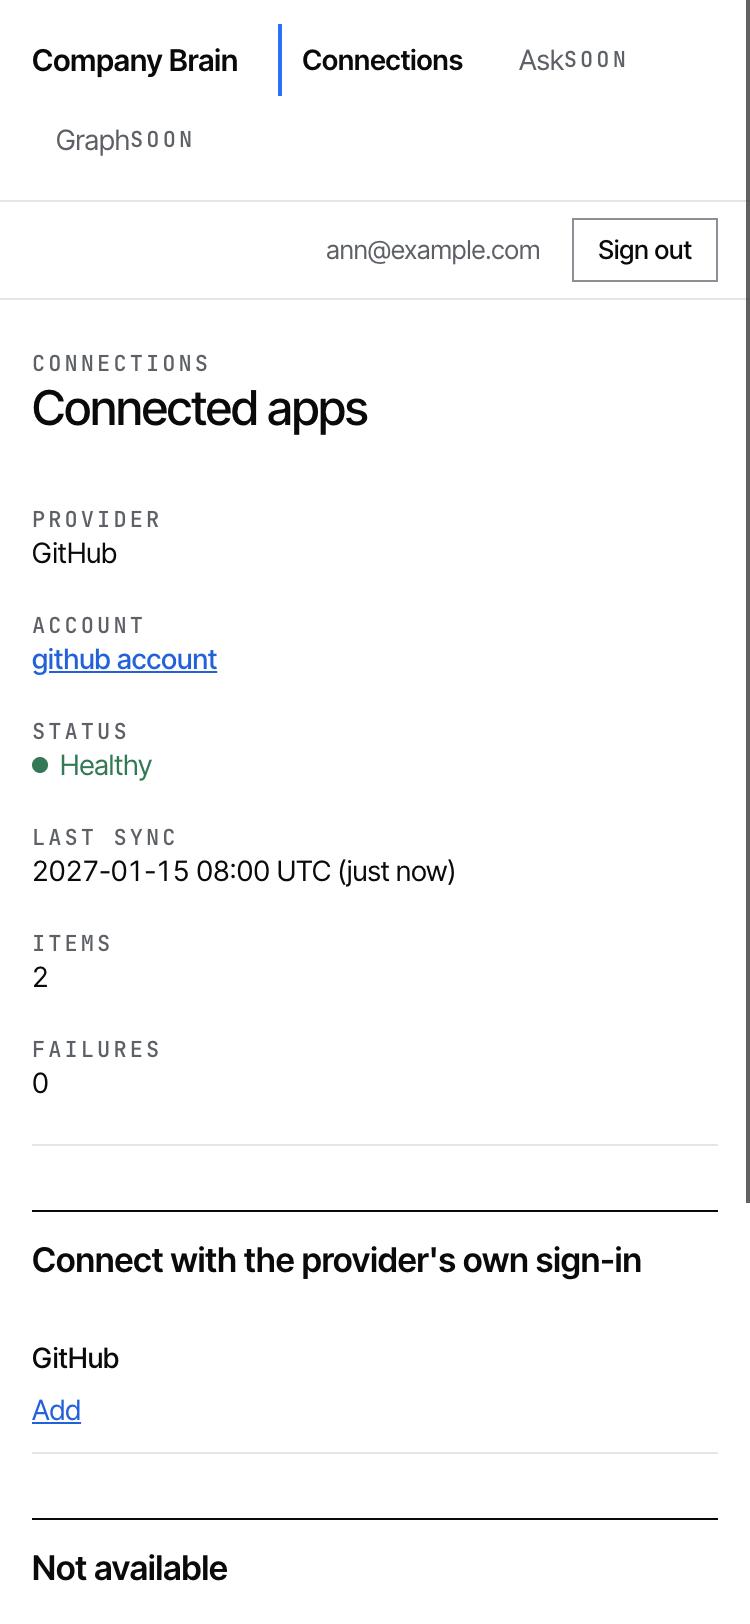 Company Brain Connections AskSOON
GraphSOON
ann@example.com Sign out
CONNECTIONS
Connected apps
PROVIDER
GitHub
ACCOUNT
github account
STATUS
Healthy
LAST SYNC
2027-01-15 08:00 UTC (just now)
ITEMS
2
FAILURES
0
Connect with the provider's own sign-in
GitHub
Add
Not available